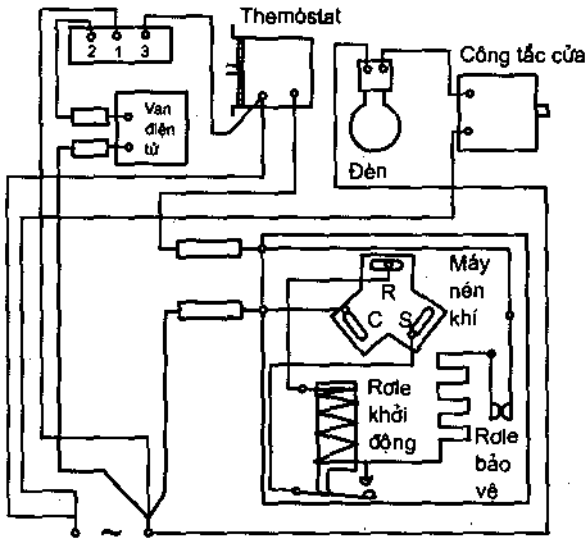 Themóstat
2 1 3
Van
điện
từ
Công tắc cửa
Đèn
R
C S
Máy
nén
khí
Rơle
khởi
động
Rơle
bảo
vệ
~